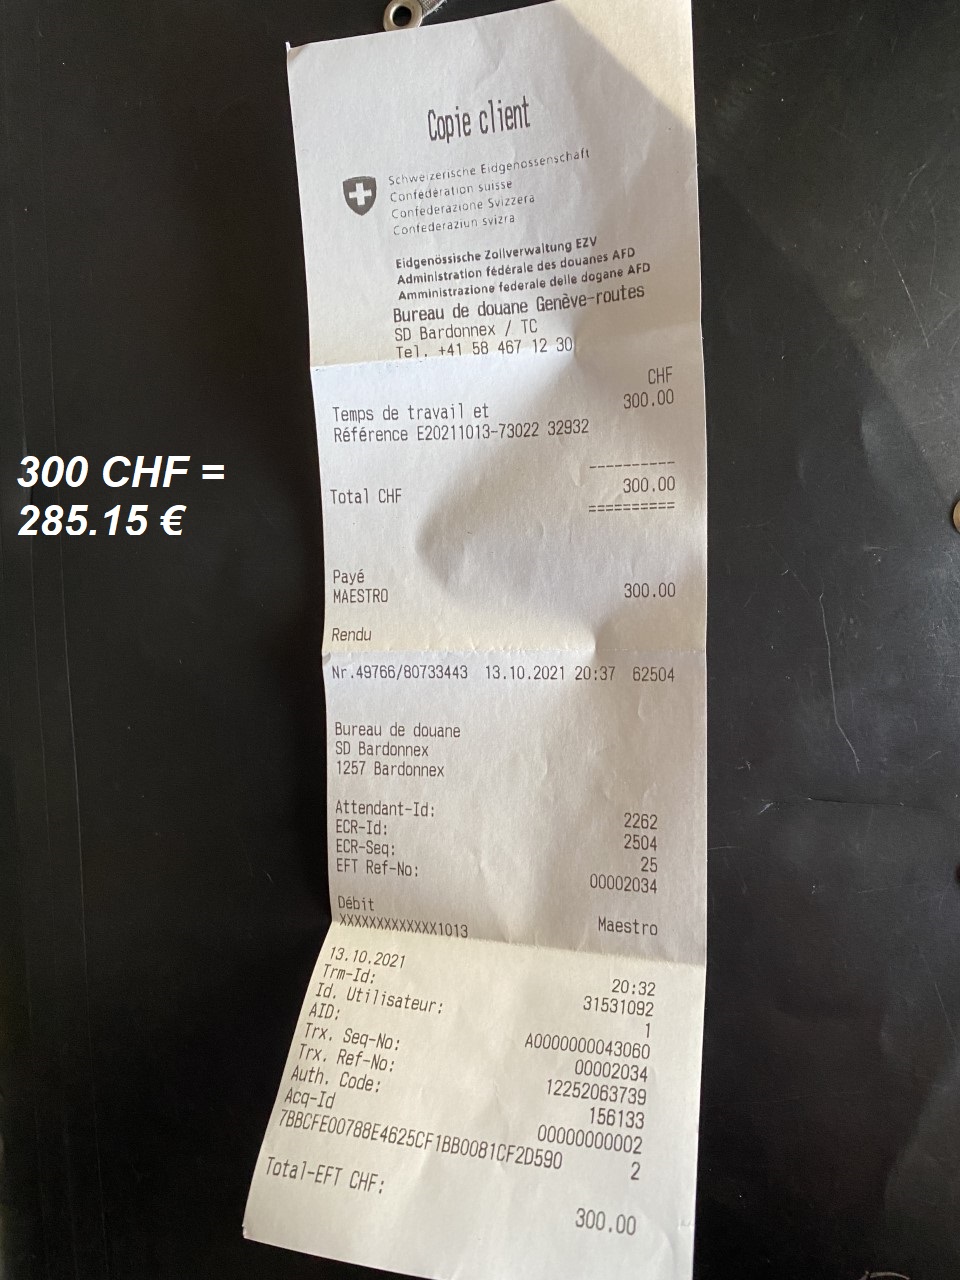 Copie client
Schweizerische Eidgenossenschaft
Confédération suisse
Confederazione Svizzera
Confederaziun svizra
Eidgenössische Zollverwaltung EZV
Administration fédérale des douanes AFD
Amministrazione federale delle dogane AFD
Bureau de douane Genève-routes
SD Bardonnex / TC
Tel. +41 58 467 12 30
CHF
Temps de travail et 300.00
Référence E20211013-73022 32932
----------
Total CHF 300.00
==========
300 CHF =
285.15 €
Payé
MAESTRO 300.00
Rendu
Nr.49766/80733443 13.10.2021 20:37 62504
Bureau de douane
SD Bardonnex
1257 Bardonnex
Attendant-Id: 2262
ECR-Id: 2504
ECR-Seq: 25
EFT Ref-No: 00002034
Débit Maestro
XXXXXXXXXXXXX1013
13.10.2021 20:32
Trm-Id: 31531092
Id. Utilisateur: 1
AID: A0000000043060
Trx. Seq-No: 00002034
Trx. Ref-No: 12252063739
Auth. Code: 156133
Acq-Id 00000000002
7BBCFE00788E4625CF1BB0081CF2D590 2
Total-EFT CHF: 300.00